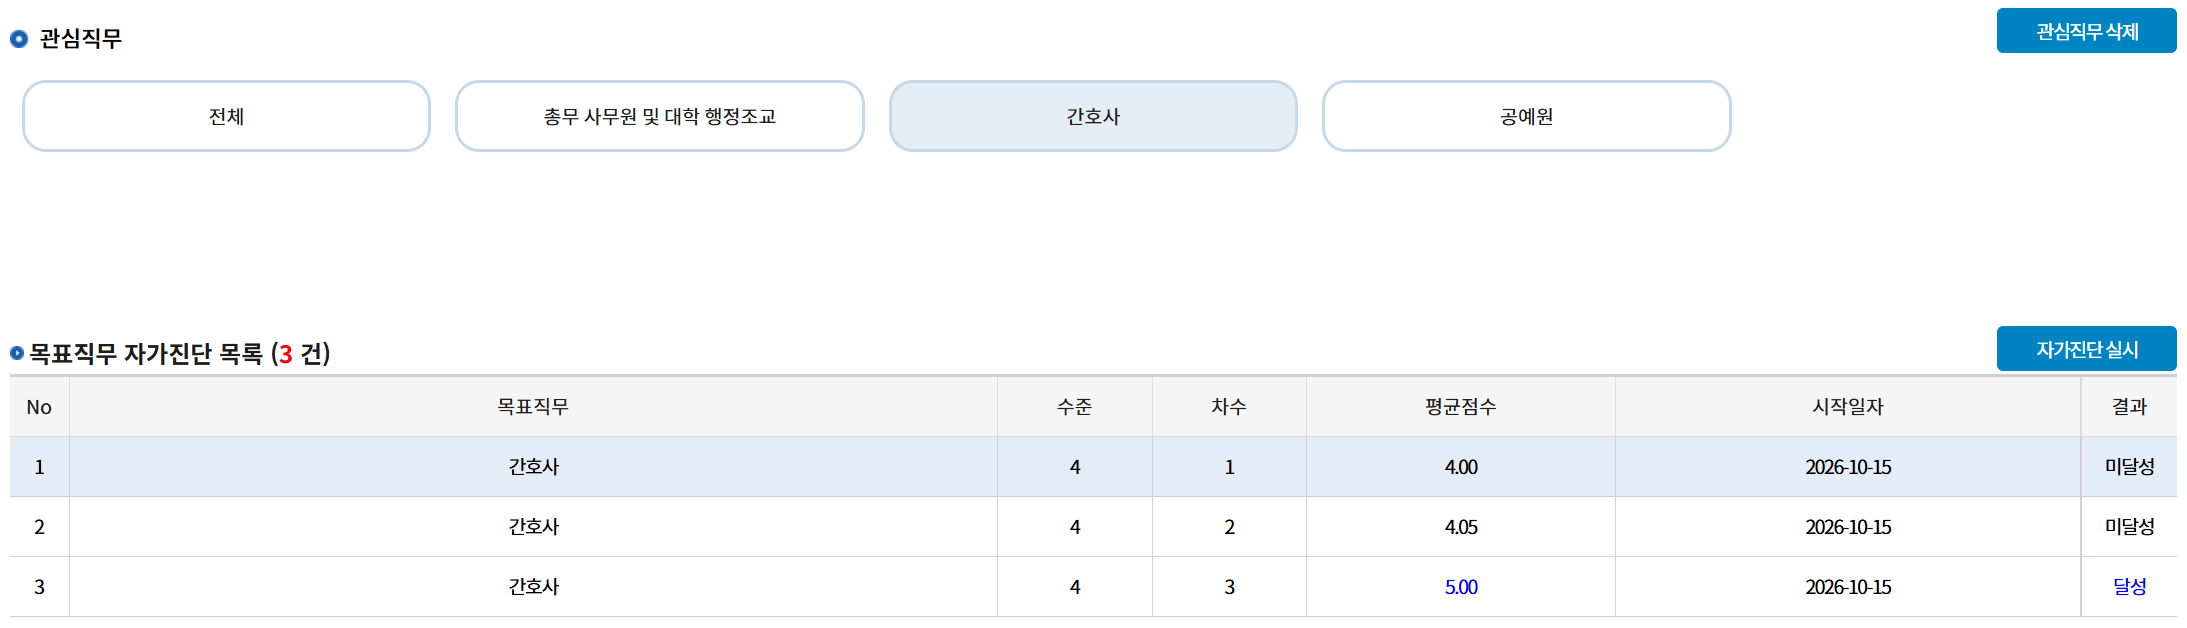 관심직무
관심직무 삭제
전체 총무 사무원 및 대학 행정조교 간호사 공예원
목표직무 자가진단 목록 (3 건)
자가진단 실시
No 목표직무 수준 차수 평균점수 시작일자 결과
1 간호사 4 1 4.00 2026-10-15 미달성
2 간호사 4 2 4.05 2026-10-15 미달성
3 간호사 4 3 5.00 2026-10-15 달성